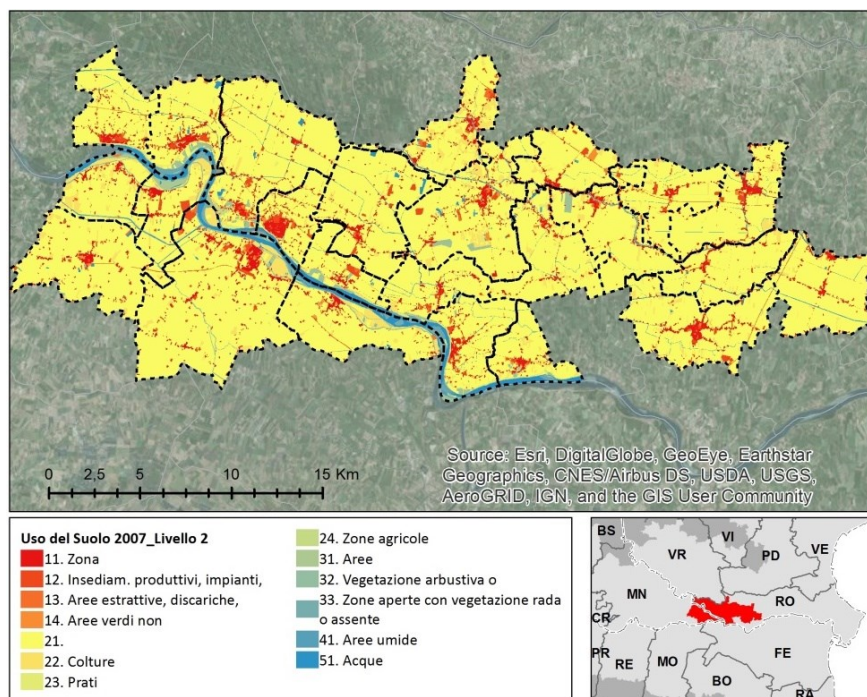 Source: Esri, DigitalGlobe, GeoEye, Earthstar
Geographics, CNES/Airbus DS, USDA, USGS,
AeroGRID, IGN, and the GIS User Community
0 2,5 5 10 15 Km
Uso del Suolo 2007_Livello 2
11. Zona
12. Insediam. produttivi, impianti,
13. Aree estrattive, discariche,
14. Aree verdi non
21.
22. Colture
23. Prati
24. Zone agricole
31. Aree
32. Vegetazione arbustiva o
33. Zone aperte con vegetazione rada
o assente
41. Aree umide
51. Acque
BS
VI
VR
PD
VE
MN
RO
CR
PR
RE
MO
FE
BO
RA